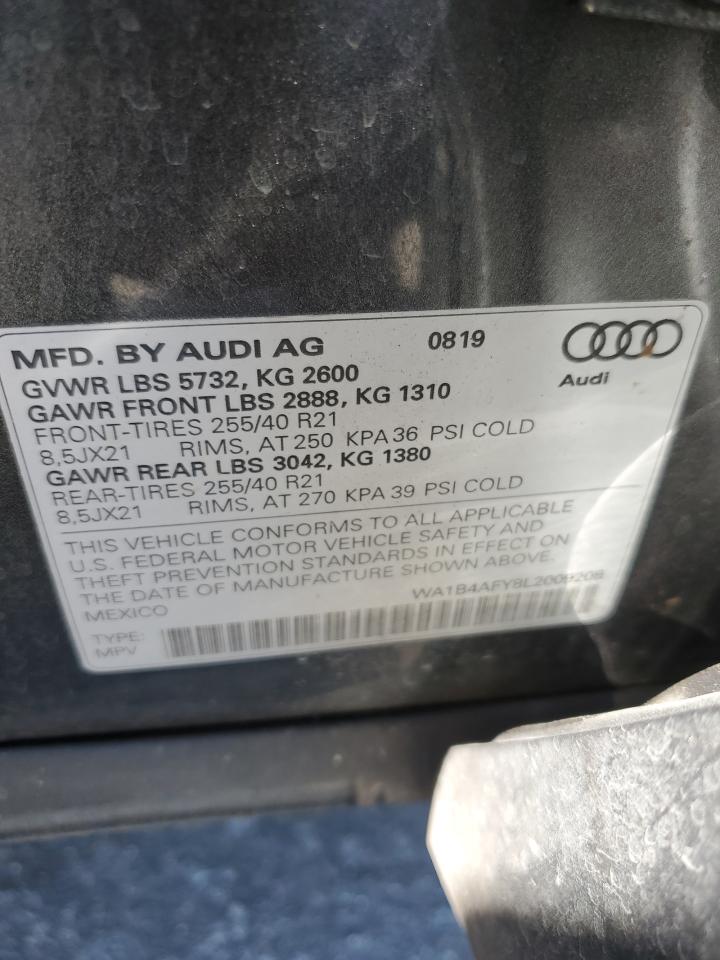 MFD. BY AUDI AG 0819
Audi
GVWR LBS 5732, KG 2600
GAWR FRONT LBS 2888, KG 1310
FRONT-TIRES 255/40 R21
8,5JX21 RIMS, AT 250 KPA 36 PSI COLD
GAWR REAR LBS 3042, KG 1380
REAR-TIRES 255/40 R21
8,5JX21 RIMS, AT 270 KPA 39 PSI COLD
THIS VEHICLE CONFORMS TO ALL APPLICABLE
U.S. FEDERAL MOTOR VEHICLE SAFETY AND
THEFT PREVENTION STANDARDS IN EFFECT ON
THE DATE OF MANUFACTURE SHOWN ABOVE.
MEXICO
TYPE:
MPV